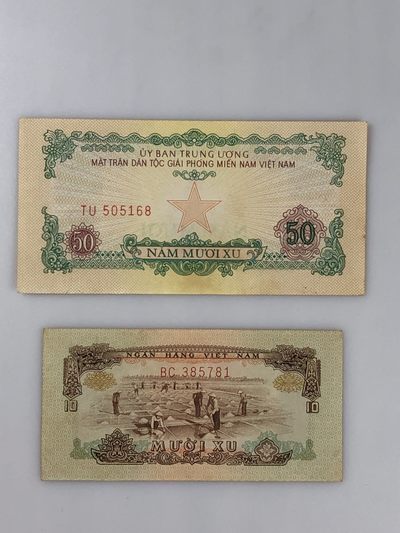 ỦY BAN TRUNG ƯƠNG
MẶT TRẬN DÂN TỘC GIẢI PHÓNG MIỀN NAM VIỆT NAM
TU 505168
50
50
NĂM MƯƠI XU
NGÂN HÀNG VIỆT NAM
BC 385781
10
10
MƯỜI XU